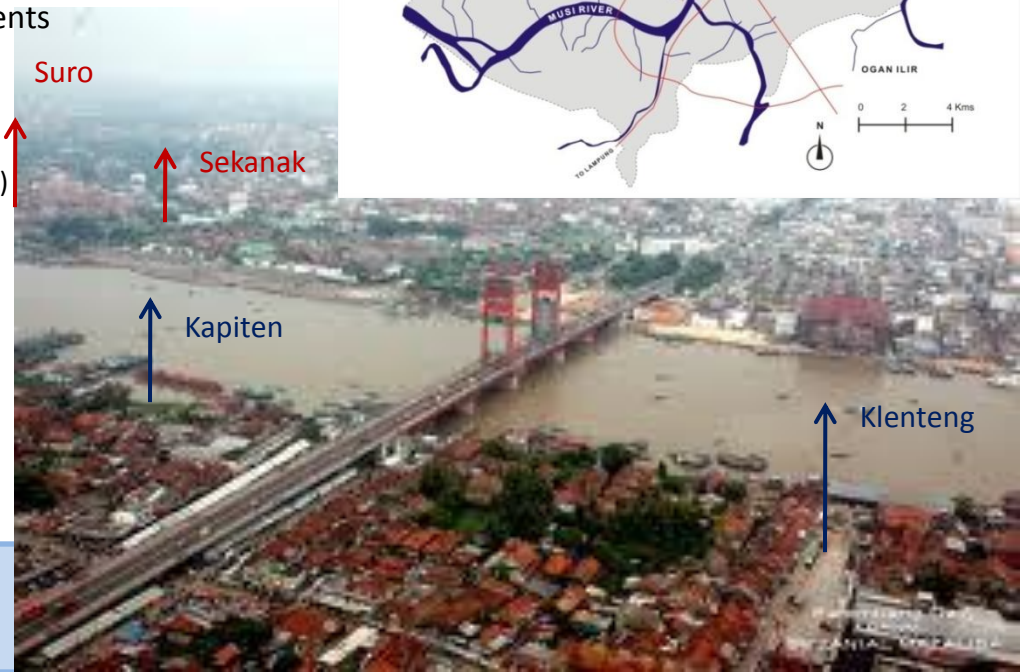 ents
Suro
)
Sekanak
Kapiten
Klenteng
MUSI RIVER
OGAN ILIR
0 2 4 Kms
N
TO LAMPUNG